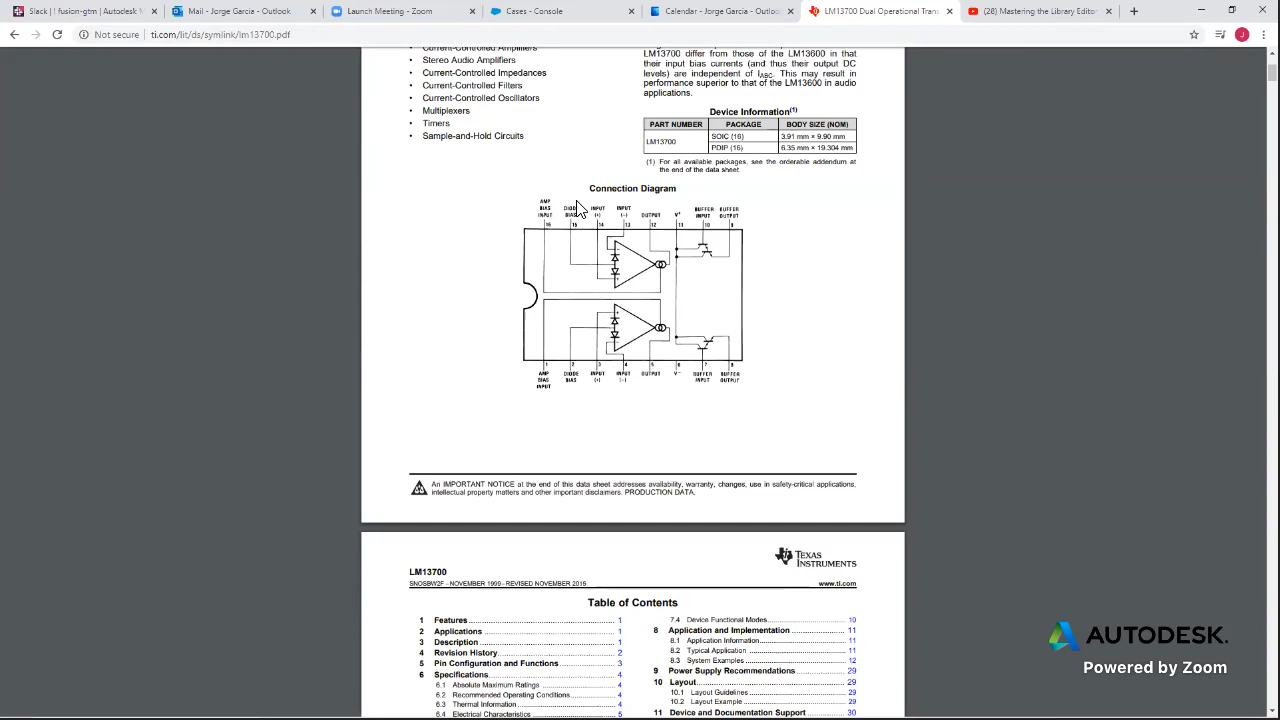 Slack | ! fusion-gtm | Autodesk M
Mail - Jorge Garcia - Outlook
Launch Meeting - Zoom
Cases - Console
Calendar - Jorge Garcia - Outlook
LM13700 Dual Operational Trans
(28) Mastering the Library Editor
Not secure | ti.com/lit/ds/symlink/lm13700.pdf
J
Current-Controlled Amplifiers
• Stereo Audio Amplifiers
• Current-Controlled Impedances
• Current-Controlled Filters
• Current-Controlled Oscillators
• Multiplexers
• Timers
• Sample-and-Hold Circuits
LM13700 differ from those of the LM13600 in that
their input bias currents (and thus their output DC
levels) are independent of IABC. This may result in
performance superior to that of the LM13600 in audio
applications.
Device Information(1)
PART NUMBER PACKAGE BODY SIZE (NOM)
LM13700 SOIC (16) 3.91 mm × 9.90 mm
PDIP (16) 6.35 mm × 19.304 mm
(1) For all available packages, see the orderable addendum at
the end of the data sheet.
Connection Diagram
AMP BIAS INPUT
DIODE BIAS
INPUT (+)
INPUT (–)
OUTPUT
V+
BUFFER INPUT
BUFFER OUTPUT
16 15 14 13 12 11 10 9
1 2 3 4 5 6 7 8
AMP BIAS INPUT
DIODE BIAS
INPUT (+)
INPUT (–)
OUTPUT
V–
BUFFER INPUT
BUFFER OUTPUT
An IMPORTANT NOTICE at the end of this data sheet addresses availability, warranty, changes, use in safety-critical applications,
intellectual property matters and other important disclaimers. PRODUCTION DATA.
TEXAS INSTRUMENTS
LM13700
SNOSBW2F – NOVEMBER 1999 – REVISED NOVEMBER 2015
www.ti.com
Table of Contents
1 Features 1
2 Applications 1
3 Description 1
4 Revision History 2
5 Pin Configuration and Functions 3
6 Specifications 4
6.1 Absolute Maximum Ratings 4
6.2 Recommended Operating Conditions 4
6.3 Thermal Information 4
6.4 Electrical Characteristics 5
7.4 Device Functional Modes 10
8 Application and Implementation 11
8.1 Application Information 11
8.2 Typical Application 11
8.3 System Examples 12
9 Power Supply Recommendations 29
10 Layout 29
10.1 Layout Guidelines 29
10.2 Layout Example 29
11 Device and Documentation Support 30
AUTODESK.
Powered by Zoom